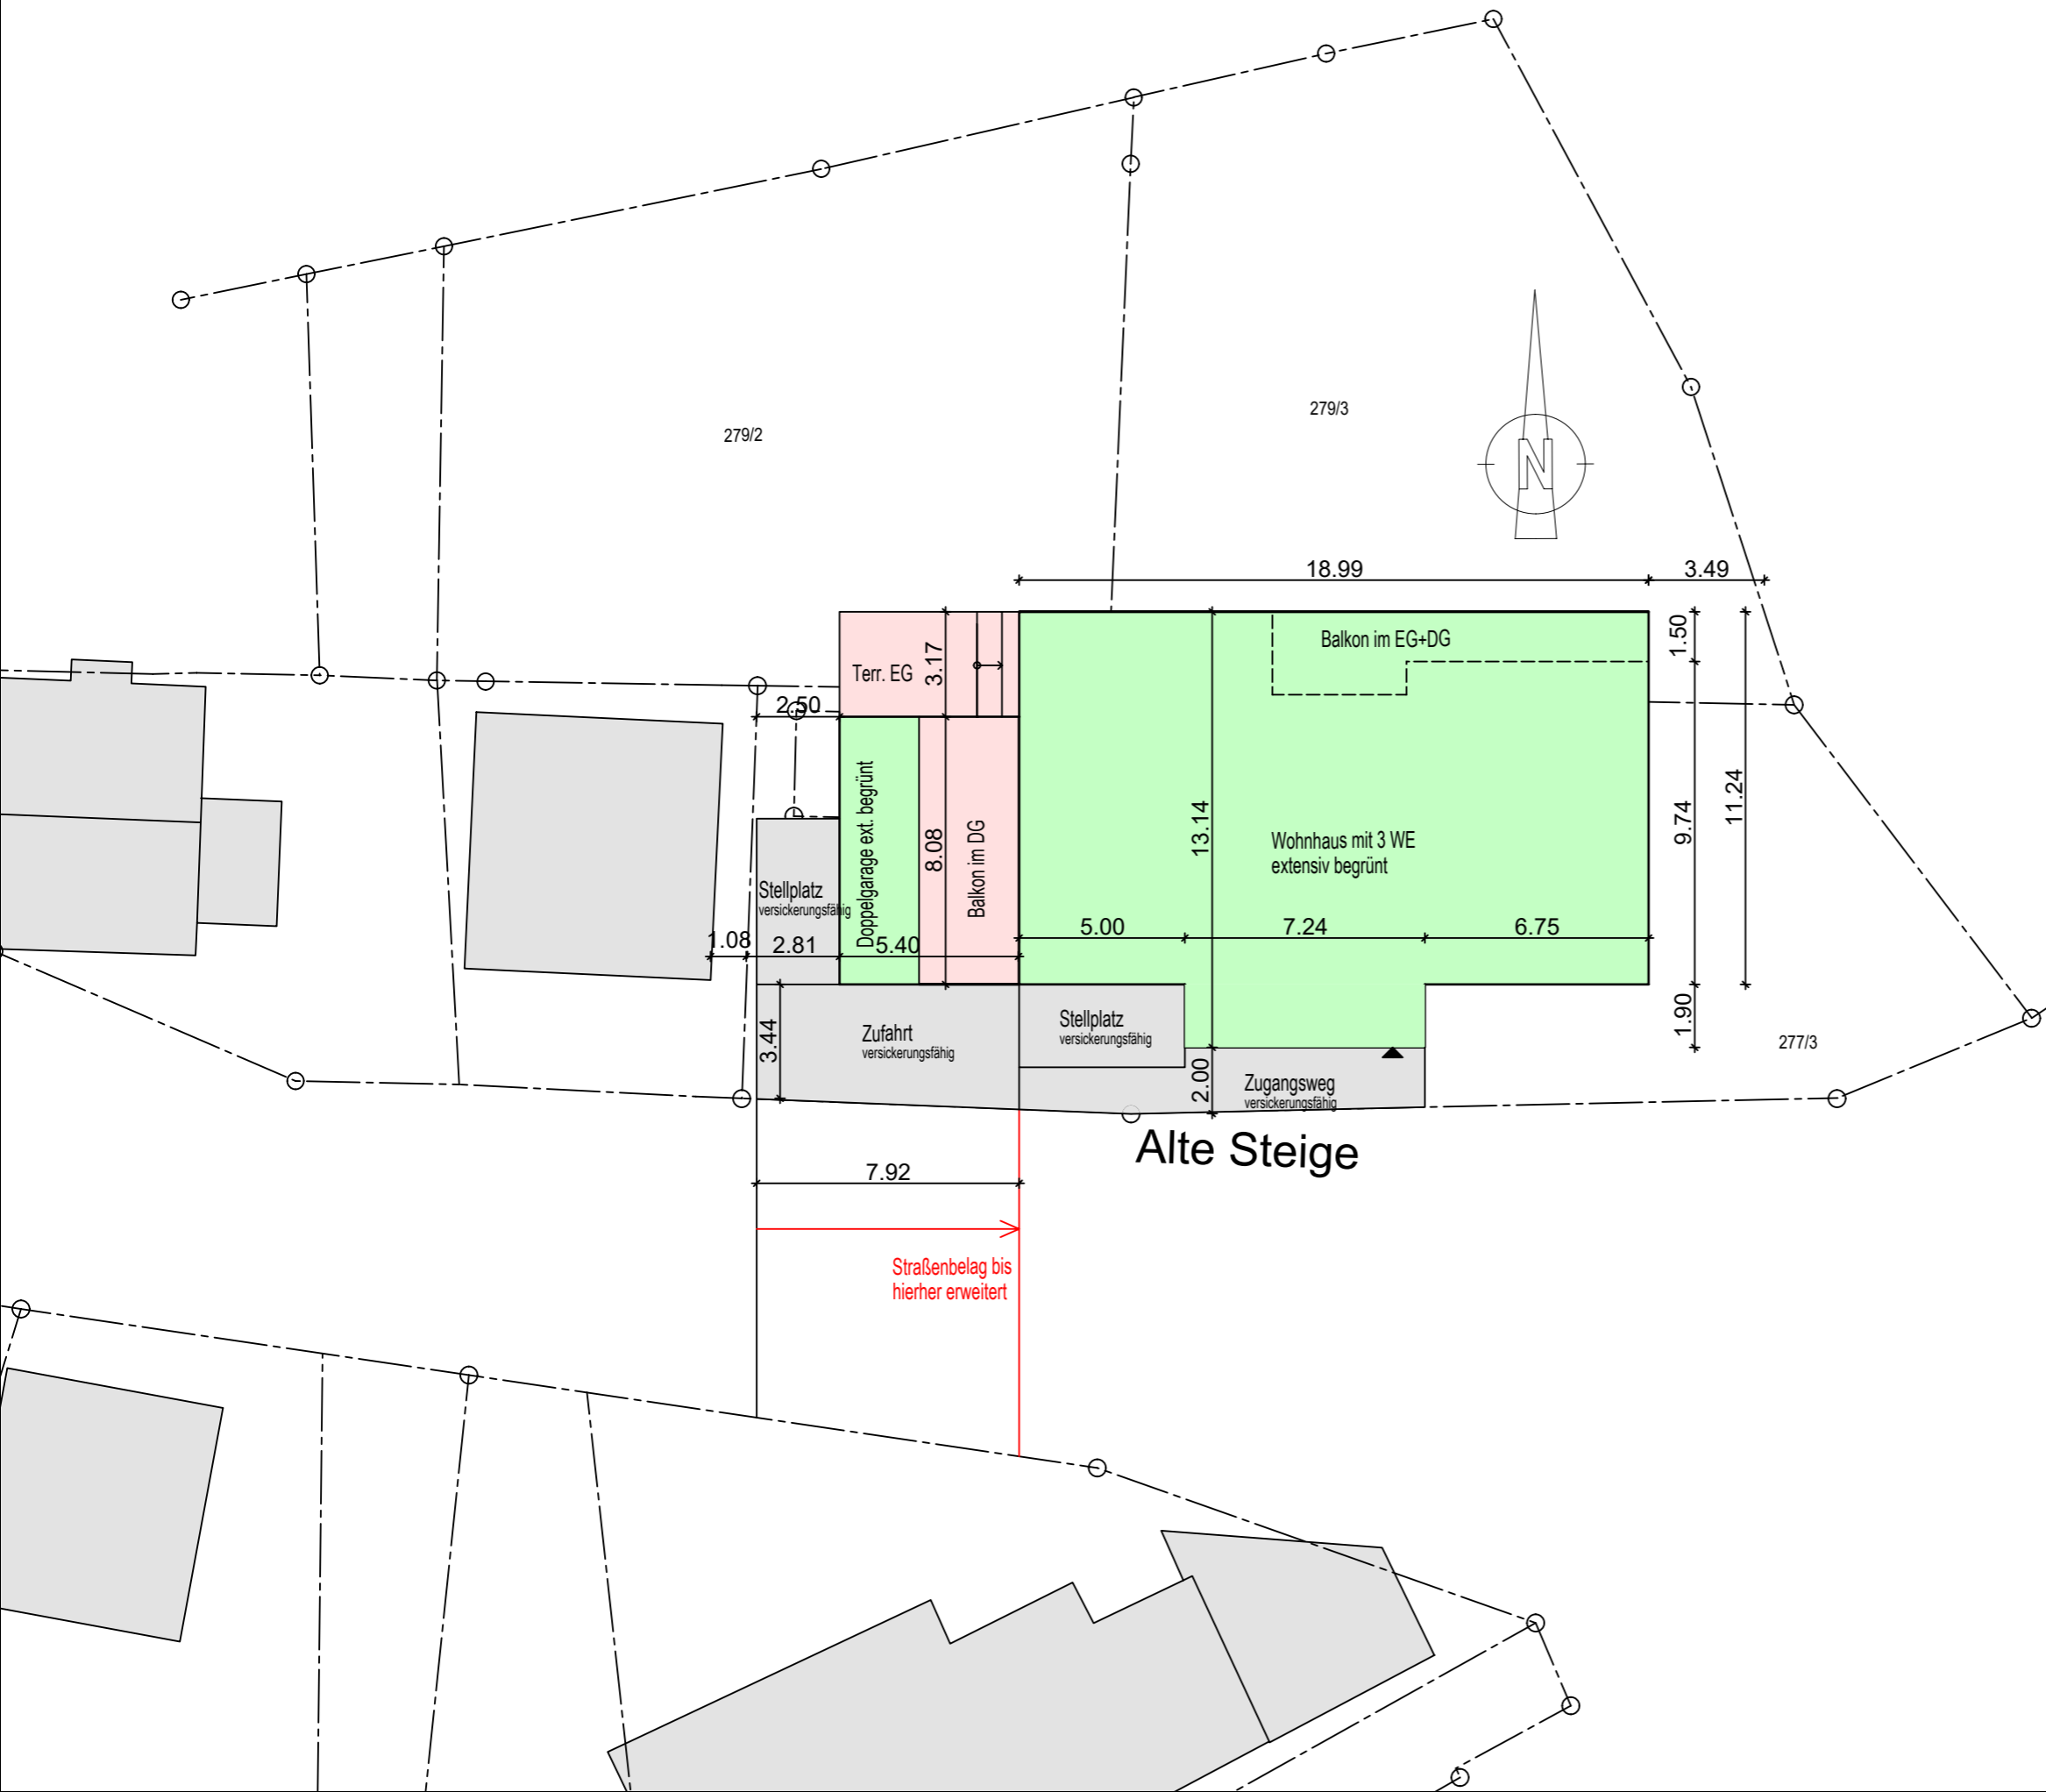 279/3
279/2
N
18.99
3.49
Balkon im EG+DG
1.50
Terr. EG
3.17
2.50
Doppelgarage ext. begrünt
8.08
Balkon im DG
13.14
9.74
11.24
Wohnhaus mit 3 WE
extensiv begrünt
Stellplatz
versickerungsfähig
1.08
2.81
5.40
5.00
7.24
6.75
3.44
Zufahrt
versickerungsfähig
Stellplatz
versickerungsfähig
1.90
277/3
2.00
Zugangsweg
versickerungsfähig
Alte Steige
7.92
Straßenbelag bis
hierher erweitert